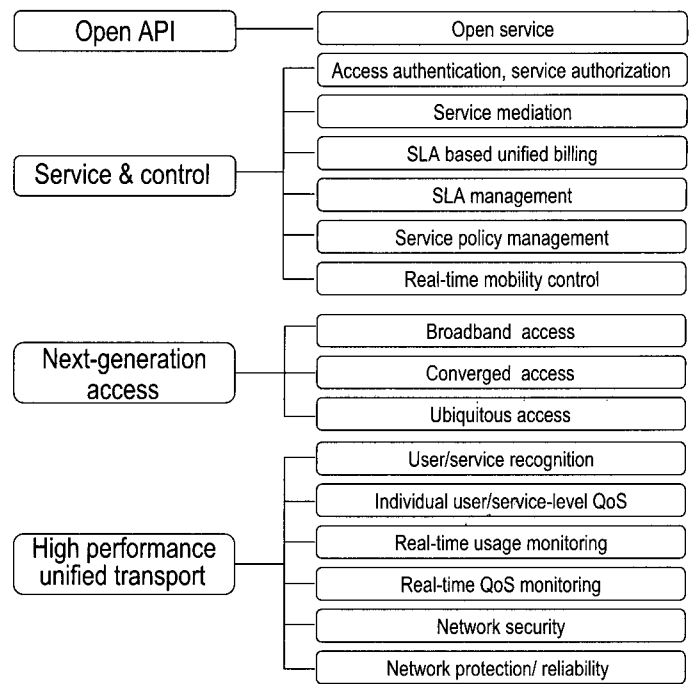 Open API
Open service
Service & control
Access authentication, service authorization
Service mediation
SLA based unified billing
SLA management
Service policy management
Real-time mobility control
Next-generation
access
Broadband access
Converged access
Ubiquitous access
High performance
unified transport
User/service recognition
Individual user/service-level QoS
Real-time usage monitoring
Real-time QoS monitoring
Network security
Network protection/ reliability